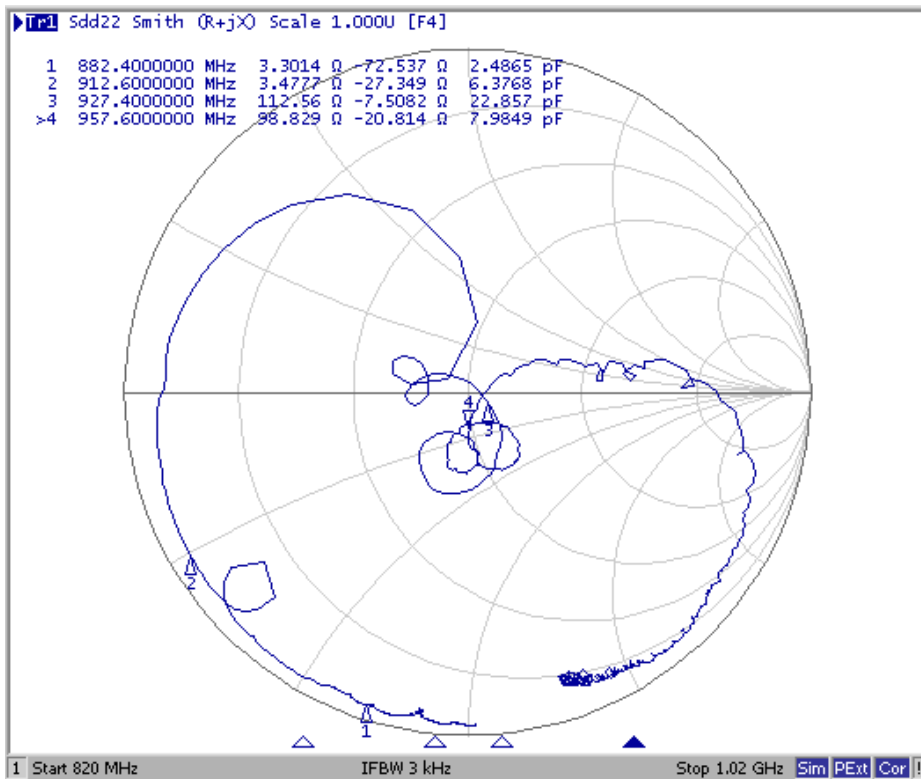 Tr1 Sdd22 Smith (R+jX) Scale 1.000U [F4]
1 882.4000000 MHz 3.3014 Ω -72.537 Ω 2.4865 pF
2 912.6000000 MHz 3.4777 Ω -27.349 Ω 6.3768 pF
3 927.4000000 MHz 112.56 Ω -7.5082 Ω 22.857 pF
>4 957.6000000 MHz 98.829 Ω -20.814 Ω 7.9849 pF
4
3
2
1
1 Start 820 MHz IFBW 3 kHz Stop 1.02 GHz Sim PExt Cor